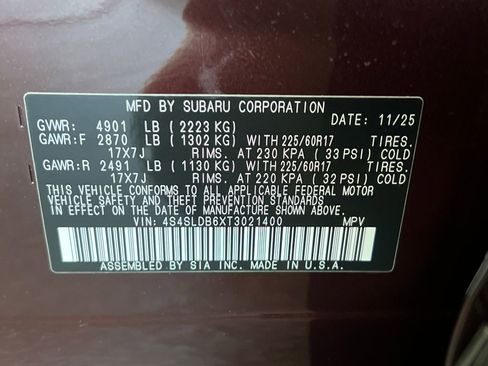 MFD BY SUBARU CORPORATION
DATE: 11/25
GVWR: 4901 LB (2223 KG)
GAWR:F 2870 LB (1302 KG) WITH 225/60R17 TIRES.
17X7J RIMS. AT 230 KPA (33 PSI) COLD
GAWR:R 2491 LB (1130 KG) WITH 225/60R17 TIRES.
17X7J RIMS. AT 220 KPA (32 PSI) COLD
THIS VEHICLE CONFORMS TO ALL APPLICABLE FEDERAL MOTOR
VEHICLE SAFETY AND THEFT PREVENTION STANDARDS
IN EFFECT ON THE DATE OF MANUFACTURE SHOWN ABOVE.
VIN: 4S4SLDB6XT3021400 MPV
ASSEMBLED BY SIA INC. MADE IN U.S.A.